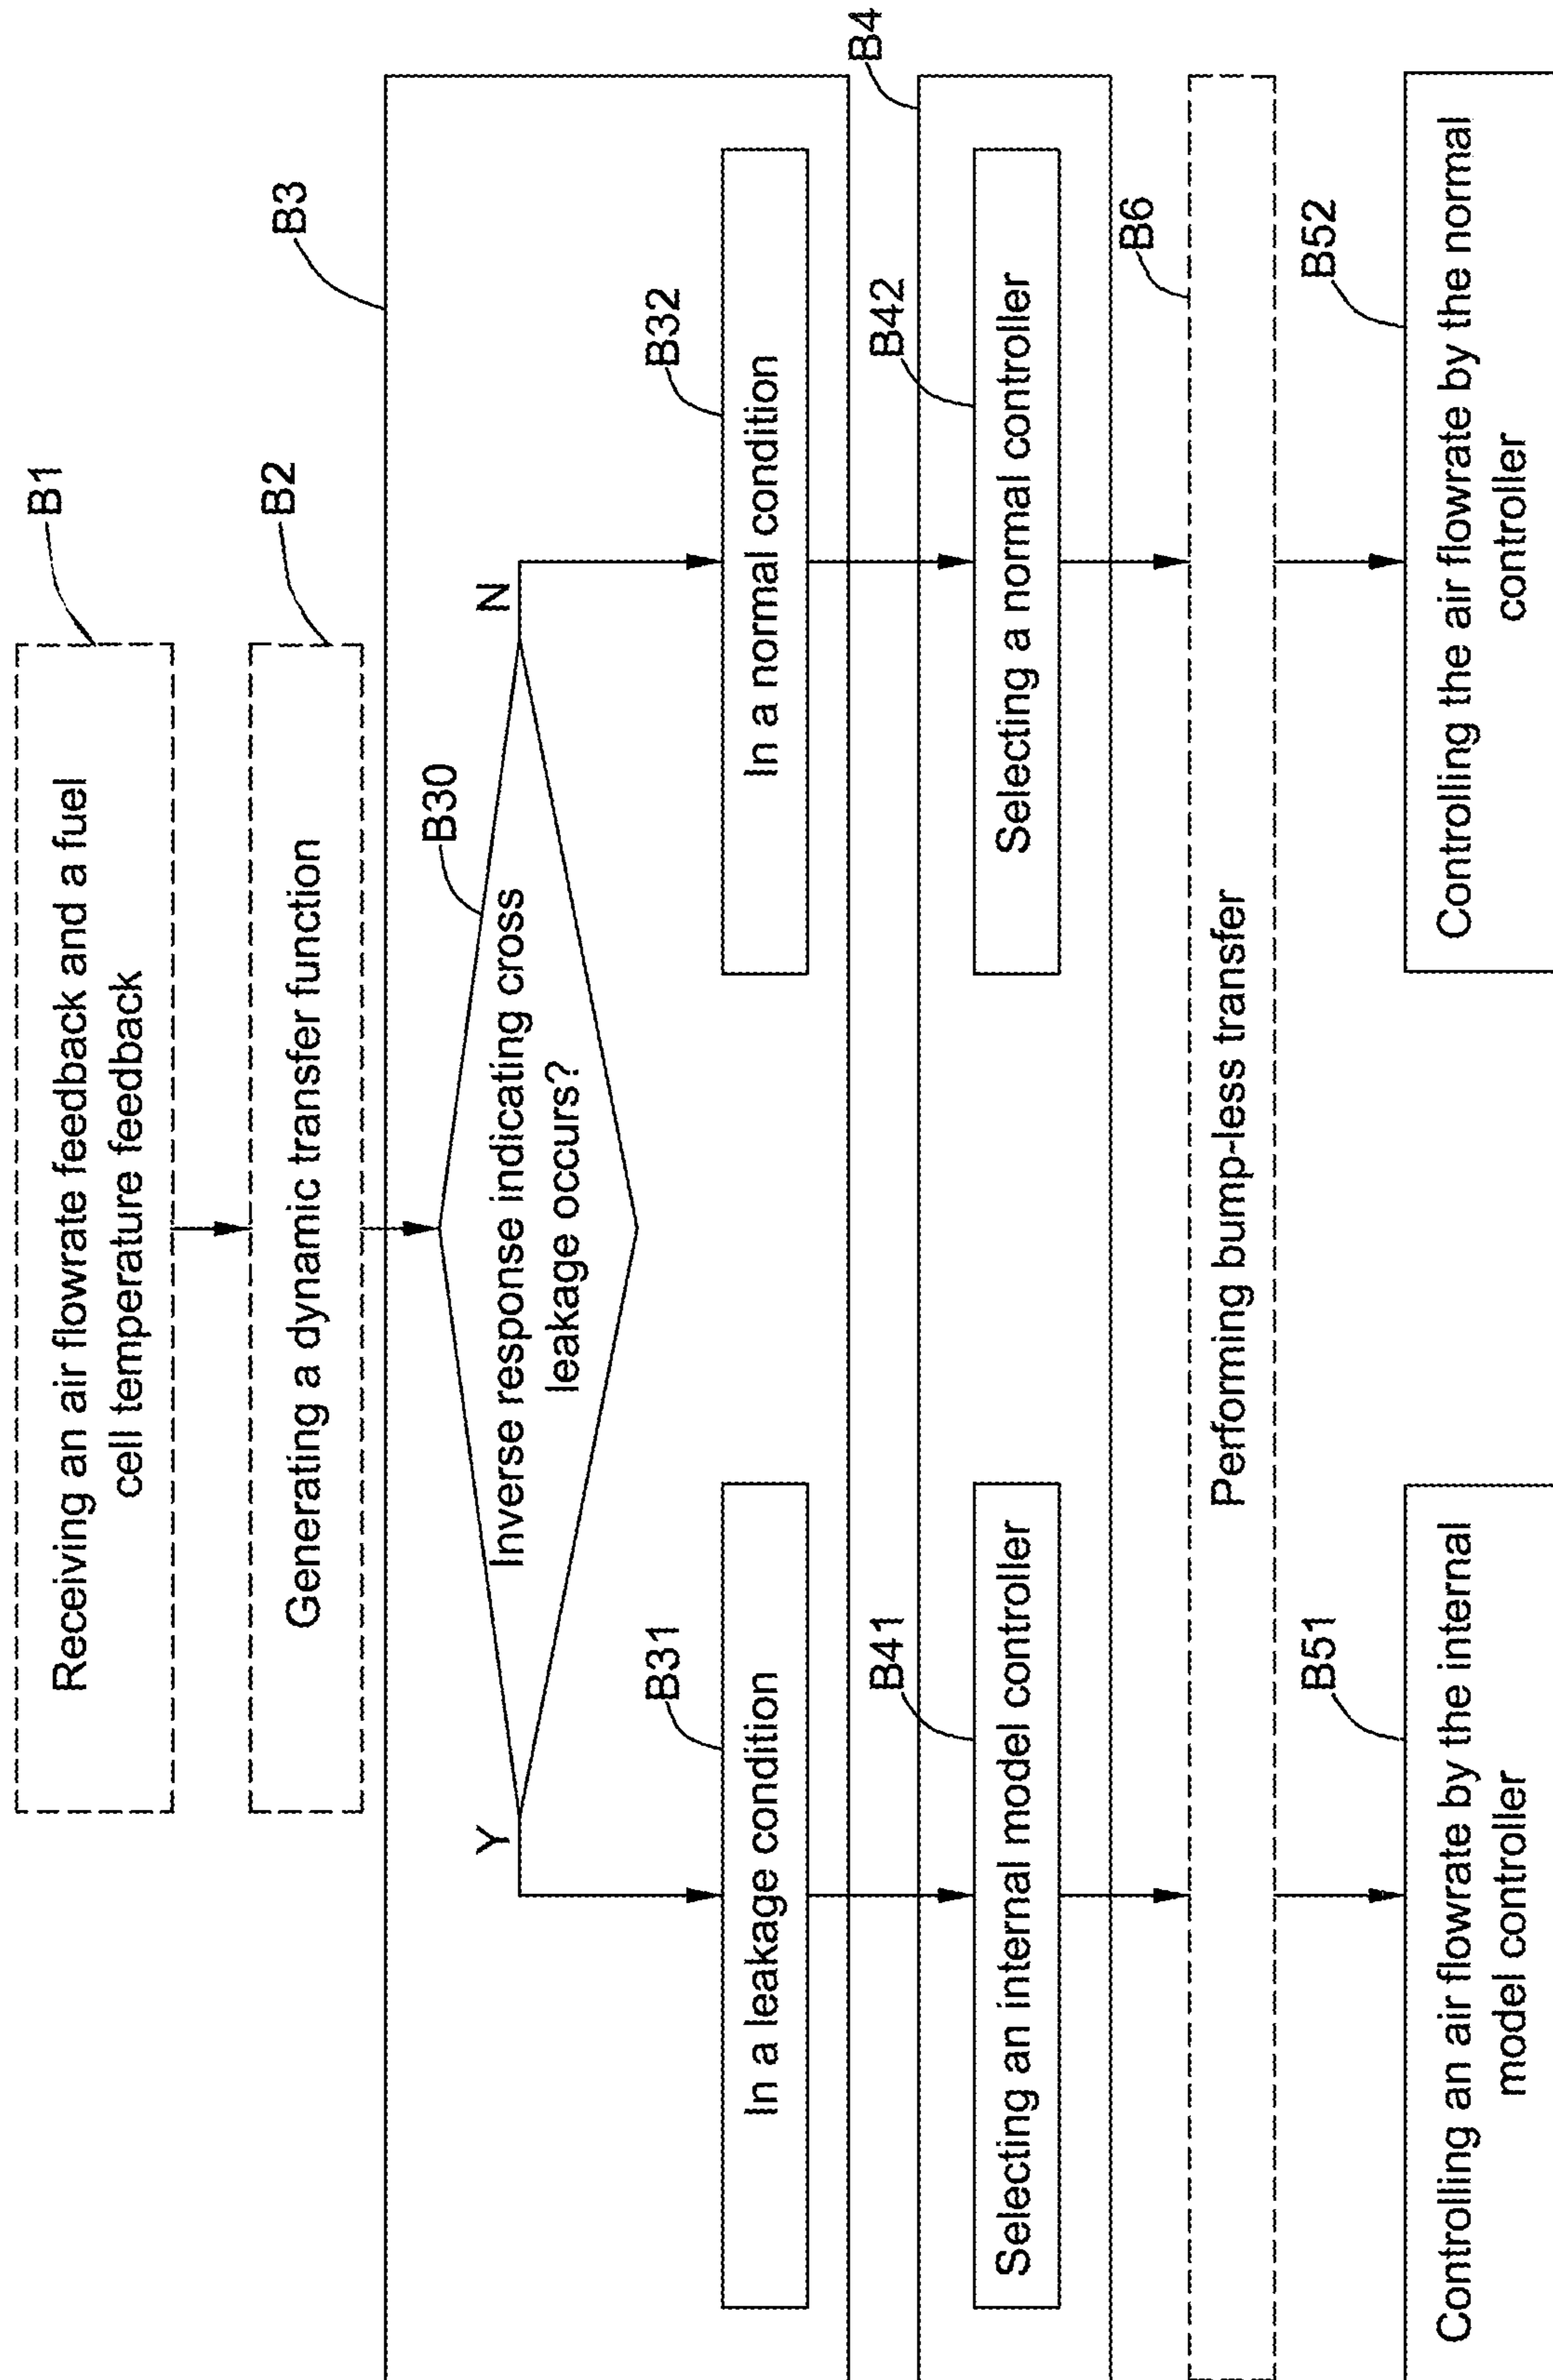 B1
Receiving an air flowrate feedback and a fuel
cell temperature feedback
B2
Generating a dynamic transfer function
B3
B30
Inverse response indicating cross
leakage occurs?
Y
N
B31
In a leakage condition
B32
In a normal condition
B4
B41
Selecting an internal model controller
B42
Selecting a normal controller
B6
Performing bump-less transfer
B51
Controlling an air flowrate by the internal
model controller
B52
Controlling the air flowrate by the normal
controller